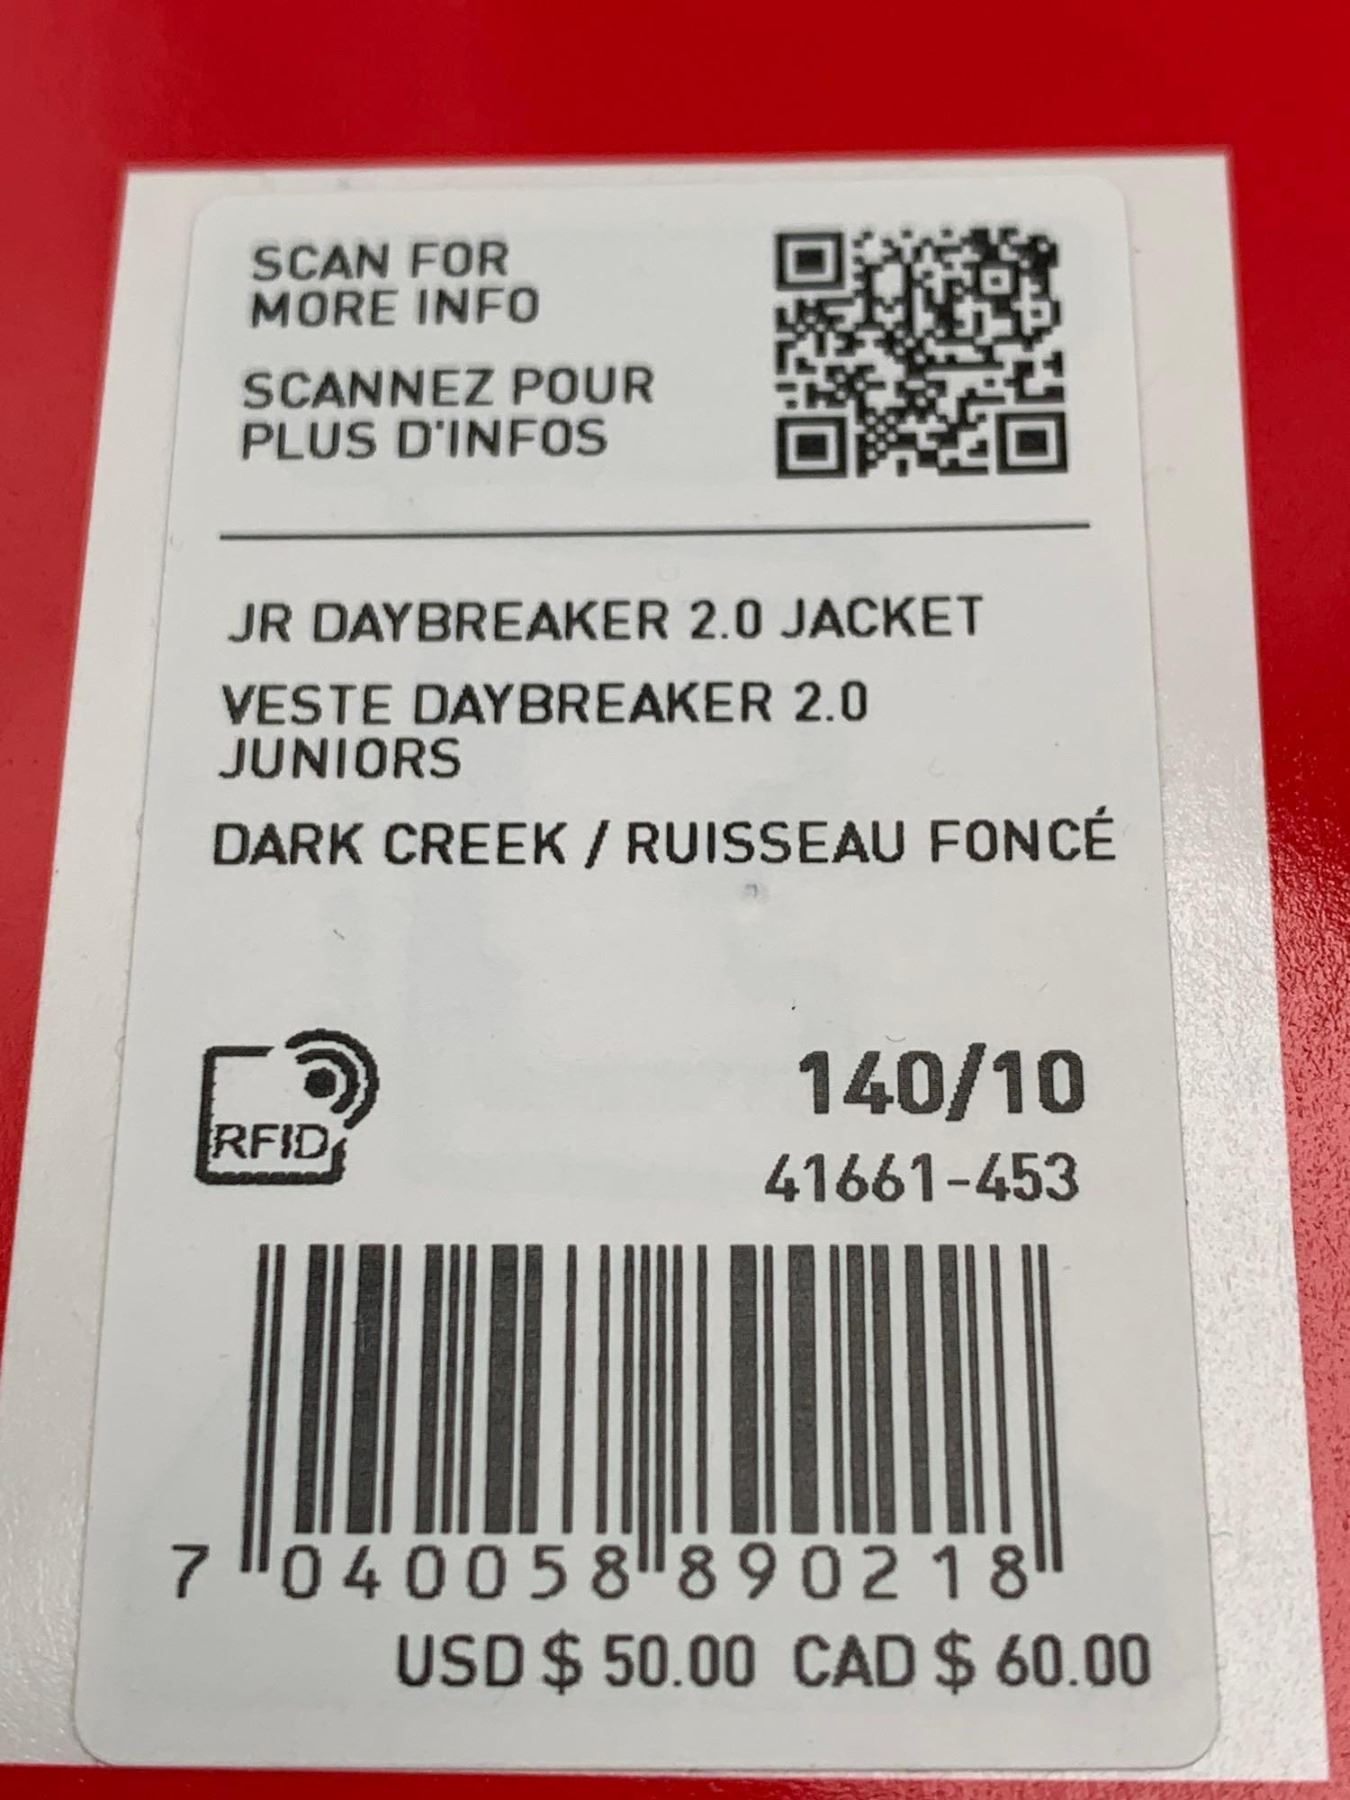 SCAN FOR
MORE INFO
SCANNEZ POUR
PLUS D'INFOS
JR DAYBREAKER 2.0 JACKET
VESTE DAYBREAKER 2.0
JUNIORS
DARK CREEK / RUISSEAU FONCÉ
RFID
140/10
41661-453
7 040058 890218
USD $ 50.00 CAD $ 60.00